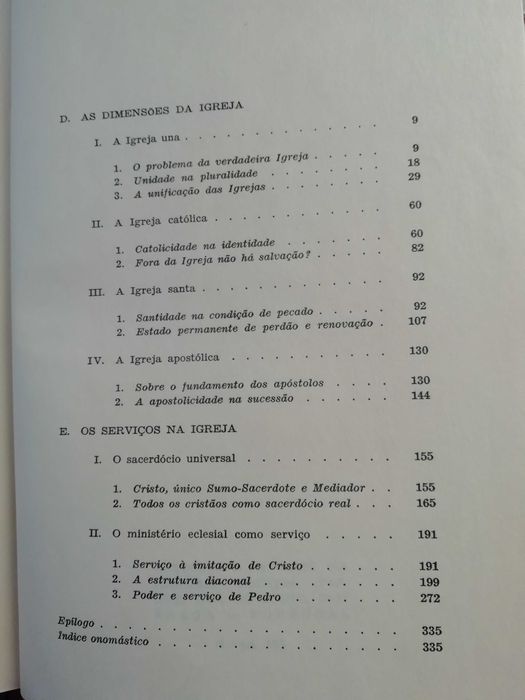 D. AS DIMENSÕES DA IGREJA
I. A Igreja una . . . . . . . . . . . . . 9
1. O problema da verdadeira Igreja . . . . . 9
2. Unidade na pluralidade . . . . . . . 18
3. A unificação das Igrejas . . . . . . . 29
II. A Igreja católica . . . . . . . . . . . 60
1. Catolicidade na identidade . . . . . . 60
2. Fora da Igreja não há salvação? . . . . . 82
III. A Igreja santa . . . . . . . . . . . . 92
1. Santidade na condição de pecado . . . . . 92
2. Estado permanente de perdão e renovação . 107
IV. A Igreja apostólica . . . . . . . . . . 130
1. Sobre o fundamento dos apóstolos . . . . 130
2. A apostolicidade na sucessão . . . . . . 144
E. OS SERVIÇOS NA IGREJA
I. O sacerdócio universal . . . . . . . . . . 155
1. Cristo, único Sumo-Sacerdote e Mediador . . 155
2. Todos os cristãos como sacerdócio real . . . 165
II. O ministério eclesial como serviço . . . . . 191
1. Serviço à imitação de Cristo . . . . . . 191
2. A estrutura diaconal . . . . . . . . 199
3. Poder e serviço de Pedro . . . . . . . 272
Epílogo . . . . . . . . . . . . . . . . 335
Indice onomástico . . . . . . . . . . . . . 335